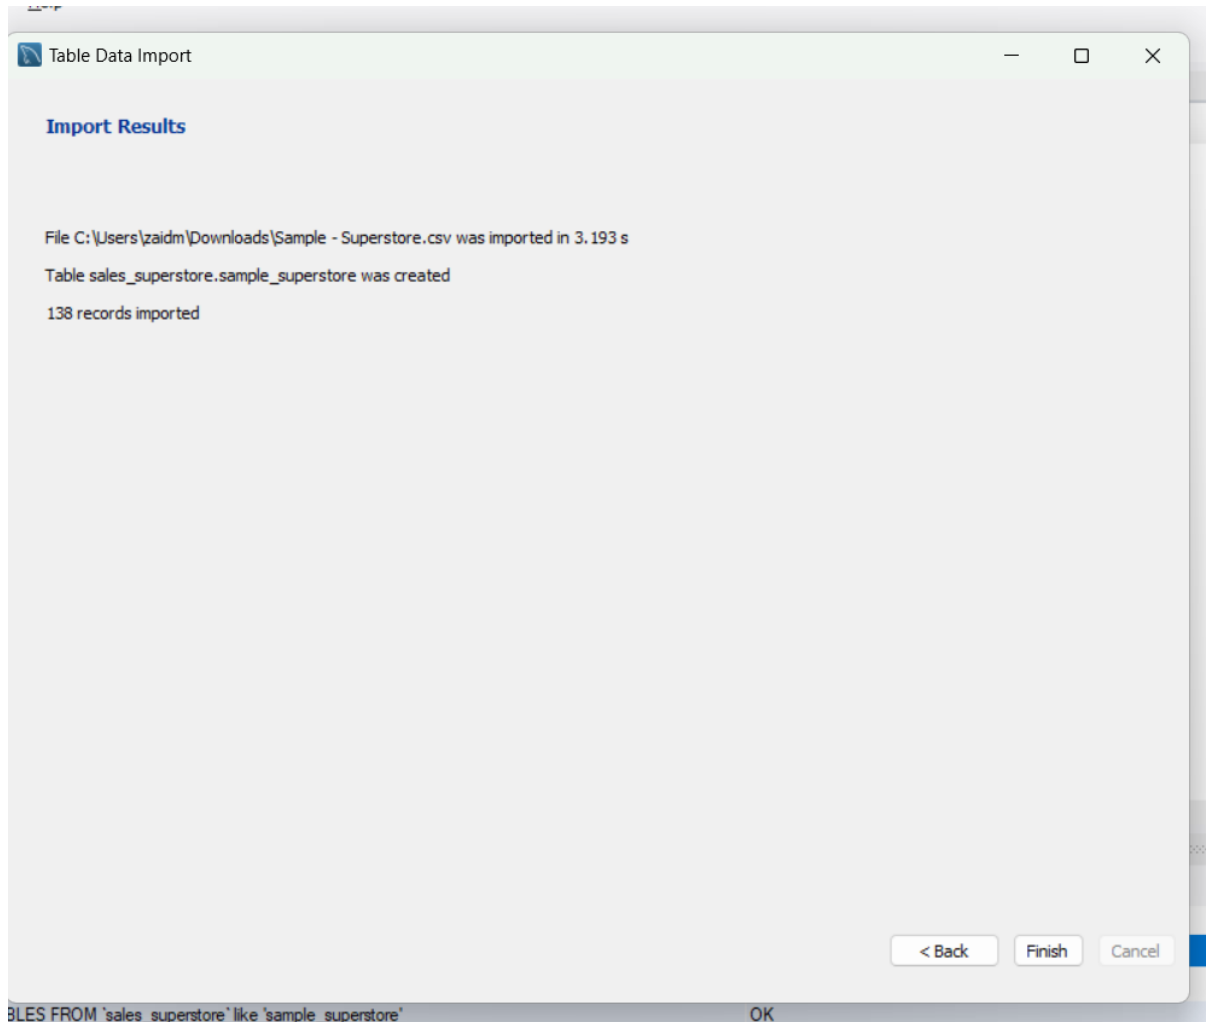 Table Data Import
Import Results
File C:\Users\zaidm\Downloads\Sample - Superstore.csv was imported in 3.193 s
Table sales_superstore.sample_superstore was created
138 records imported
< Back
Finish
Cancel
BLES FROM `sales_superstore` like 'sample_superstore'
OK